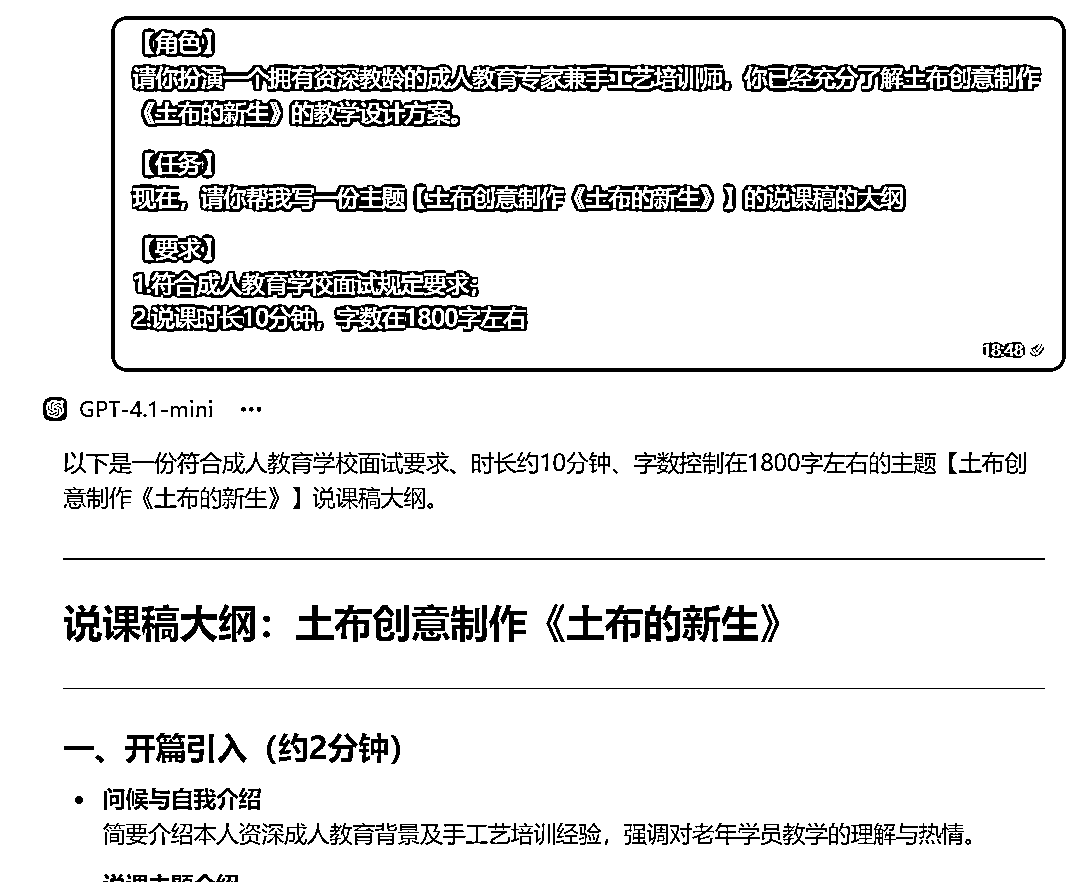 【角色】
请你扮演一个拥有资深教龄的成人教育专家兼手工艺培训师，你已经充分了解土布创意制作
《土布的新生》的教学设计方案。
【任务】
现在，请你帮我写一份主题【土布创意制作《土布的新生》】的说课稿的大纲
【要求】
1.符合成人教育学校面试规定要求；
2.说课时长10分钟，字数在1800字左右
18:48
GPT-4.1-mini ···
以下是一份符合成人教育学校面试要求、时长约10分钟、字数控制在1800字左右的主题【土布创
意制作《土布的新生》】说课稿大纲。
说课稿大纲：土布创意制作《土布的新生》
一、开篇引入（约2分钟）
• 问候与自我介绍
简要介绍本人资深成人教育背景及手工艺培训经验，强调对老年学员教学的理解与热情。
说课主题介绍